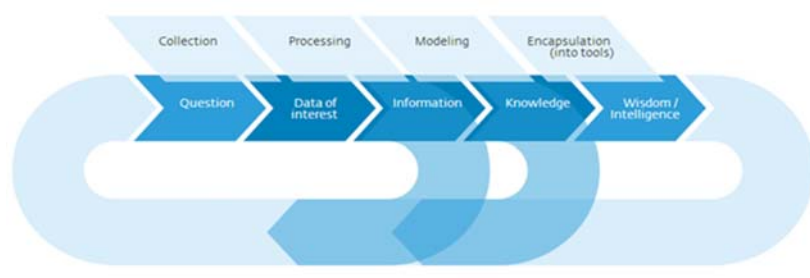 Collection
Processing
Modeling
Encapsulation
(into tools)
Question
Data of
interest
Information
Knowledge
Wisdom /
Intelligence